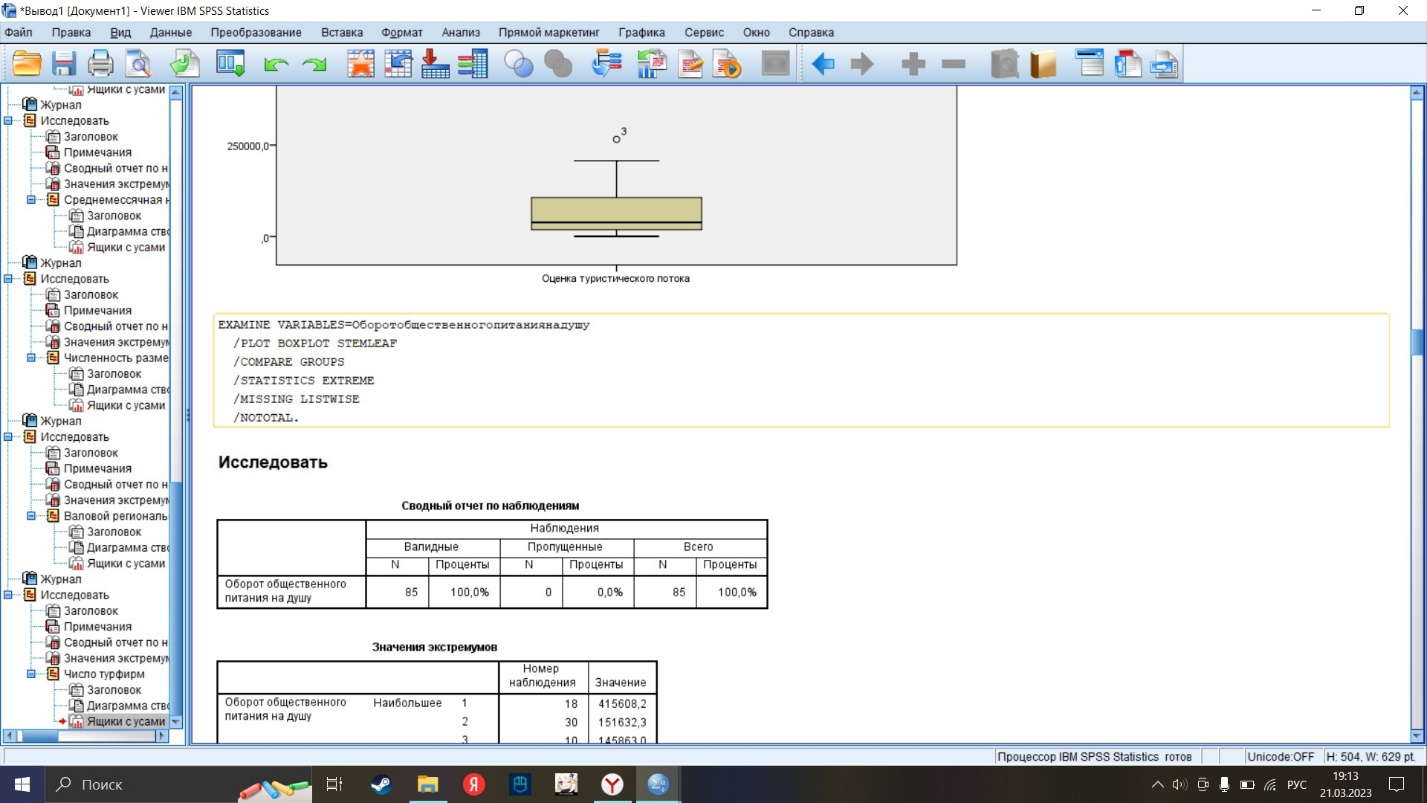 *Вывод1 [Документ1] - Viewer IBM SPSS Statistics
Файл Правка Вид Данные Преобразование Вставка Формат Анализ Прямой маркетинг Графика Сервис Окно Справка
Ящики с усами
Журнал
Исследовать
Заголовок
Примечания
Сводный отчет по н
Значения экстремум
Среднемессячная н
Заголовок
Диаграмма ство
Ящики с усами
Журнал
Исследовать
Заголовок
Примечания
Сводный отчет по н
Значения экстремум
Численность разме
Заголовок
Диаграмма ство
Ящики с усами
Журнал
Исследовать
Заголовок
Примечания
Сводный отчет по н
Значения экстремум
Валовой региональ
Заголовок
Диаграмма ство
Ящики с усами
Журнал
Исследовать
Заголовок
Примечания
Сводный отчет по н
Значения экстремум
Число турфирм
Заголовок
Диаграмма ство
Ящики с усами
3
250000,0
,0
Оценка туристического потока
EXAMINE VARIABLES=Оборотобщественногопитаниянадушу
/PLOT BOXPLOT STEMLEAF
/COMPARE GROUPS
/STATISTICS EXTREME
/MISSING LISTWISE
/NOTOTAL.
Исследовать
Сводный отчет по наблюдениям
Наблюдения
Валидные Пропущенные Всего
N Проценты N Проценты N Проценты
Оборот общественного питания на душу 85 100,0% 0 0,0% 85 100,0%
Значения экстремумов
Номер наблюдения Значение
Оборот общественного питания на душу Наибольшее 1 18 415608,2
2 30 151632,3
3 10 145863,0
Процессор IBM SPSS Statistics готов Unicode:OFF H: 504, W: 629 pt.
Поиск
РУС
19:13
21.03.2023